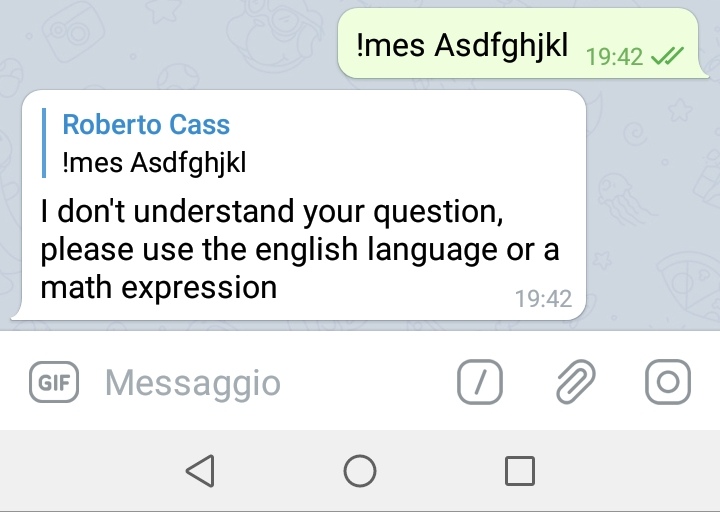 !mes Asdfghjkl 19:42
Roberto Cass
!mes Asdfghjkl
I don't understand your question,
please use the english language or a
math expression
19:42
GIF Messaggio /